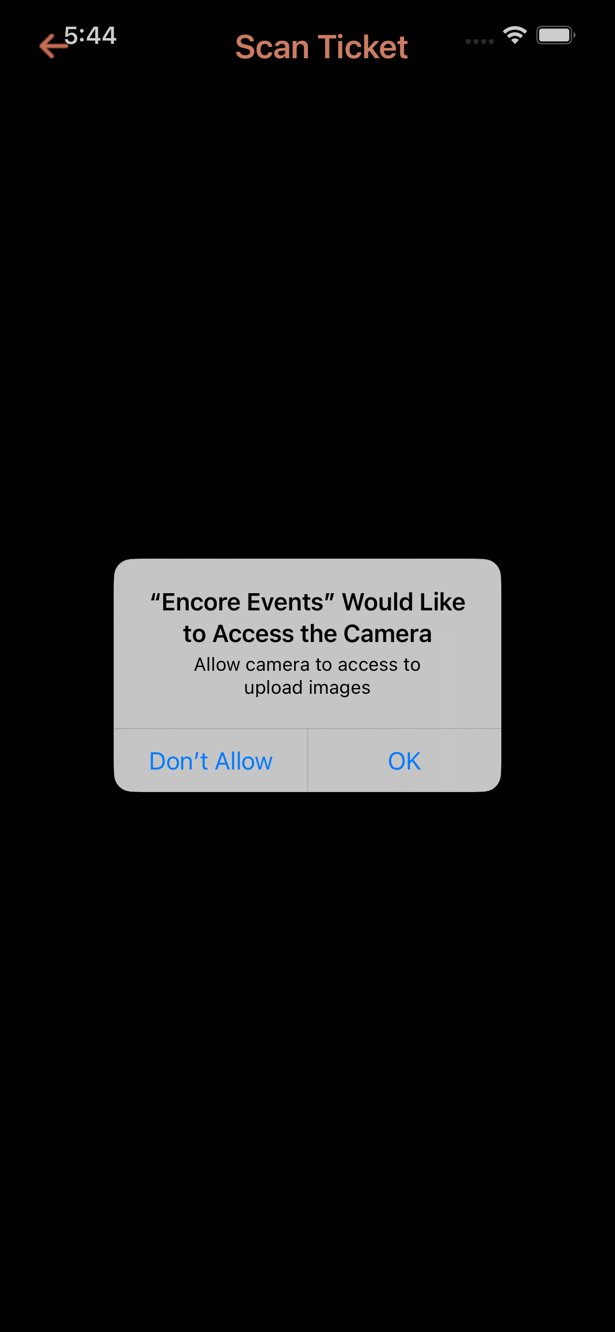 5:44
Scan Ticket
“Encore Events” Would Like
to Access the Camera
Allow camera to access to
upload images
Don’t Allow
OK